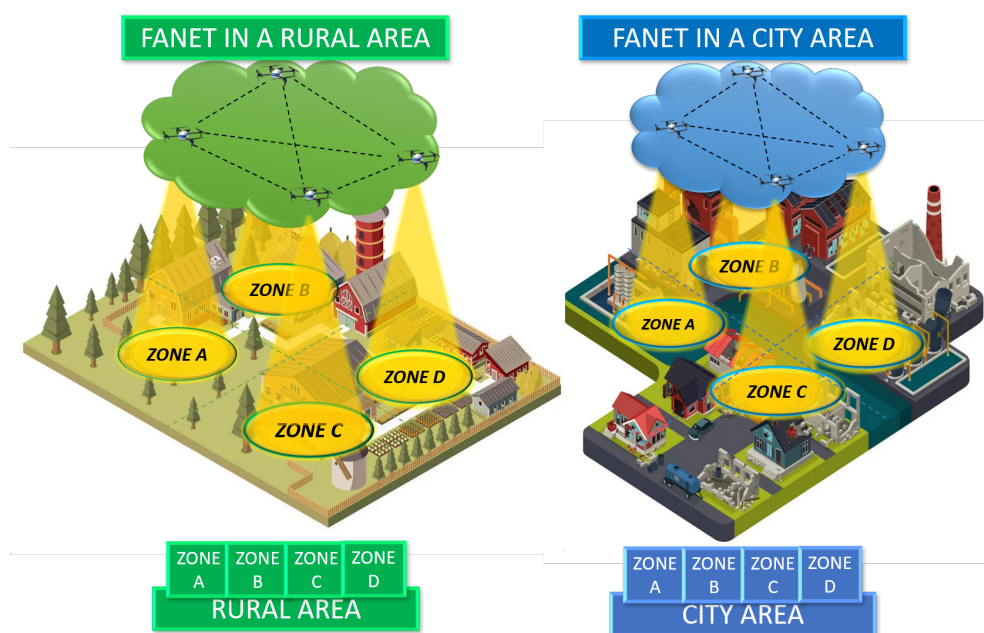 FANET IN A RURAL AREA
FANET IN A CITY AREA
ZONE B
ZONE A
ZONE D
ZONE C
ZONE B
ZONE A
ZONE D
ZONE C
ZONE
A
ZONE
B
ZONE
C
ZONE
D
RURAL AREA
ZONE
A
ZONE
B
ZONE
C
ZONE
D
CITY AREA